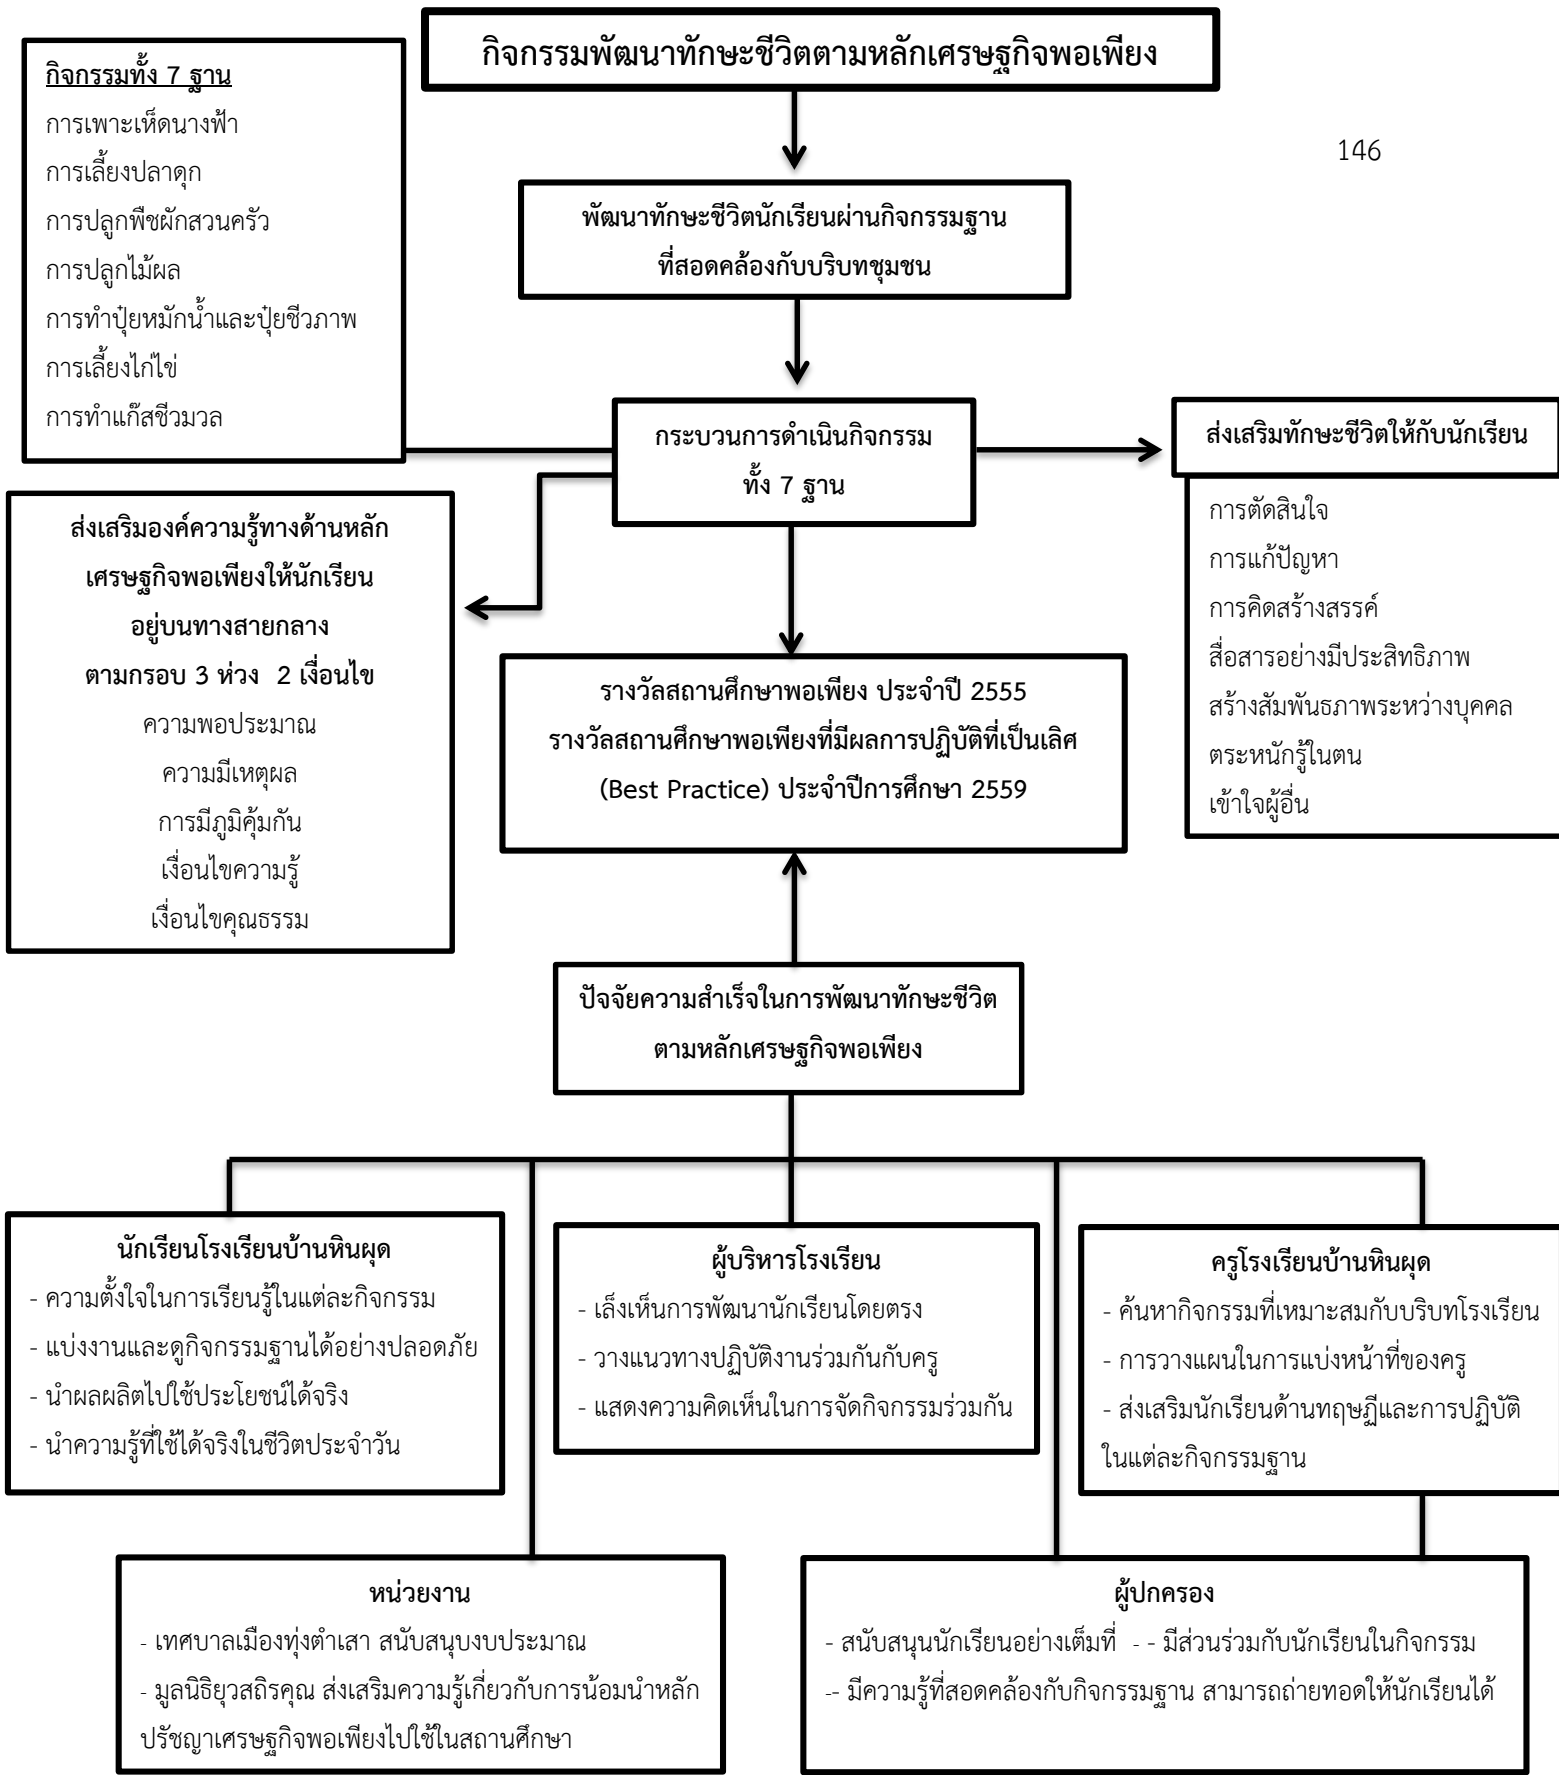 กิจกรรมพัฒนาทักษะชีวิตตามหลักเศรษฐกิจพอเพียง
กิจกรรมทั้ง 7 ฐาน
การเพาะเห็ดนางฟ้า
การเลี้ยงปลาดุก
การปลูกพืชผักสวนครัว
การปลูกไม้ผล
การทำปุ๋ยหมักน้ำและปุ๋ยชีวภาพ
การเลี้ยงไก่ไข่
การทำแก๊สชีวมวล
146
พัฒนาทักษะชีวิตนักเรียนผ่านกิจกรรมฐาน
ที่สอดคล้องกับบริบทชุมชน
กระบวนการดำเนินกิจกรรม
ทั้ง 7 ฐาน
ส่งเสริมทักษะชีวิตให้กับนักเรียน
การตัดสินใจ
การแก้ปัญหา
การคิดสร้างสรรค์
สื่อสารอย่างมีประสิทธิภาพ
สร้างสัมพันธภาพระหว่างบุคคล
ตระหนักรู้ในตน
เข้าใจผู้อื่น
ส่งเสริมองค์ความรู้ทางด้านหลัก
เศรษฐกิจพอเพียงให้นักเรียน
อยู่บนทางสายกลาง
ตามกรอบ 3 ห่วง 2 เงื่อนไข
ความพอประมาณ
ความมีเหตุผล
การมีภูมิคุ้มกัน
เงื่อนไขความรู้
เงื่อนไขคุณธรรม
รางวัลสถานศึกษาพอเพียง ประจำปี 2555
รางวัลสถานศึกษาพอเพียงที่มีผลการปฏิบัติที่เป็นเลิศ
(Best Practice) ประจำปีการศึกษา 2559
ปัจจัยความสำเร็จในการพัฒนาทักษะชีวิต
ตามหลักเศรษฐกิจพอเพียง
นักเรียนโรงเรียนบ้านหินผุด
- ความตั้งใจในการเรียนรู้ในแต่ละกิจกรรม
- แบ่งงานและดูกิจกรรมฐานได้อย่างปลอดภัย
- นำผลผลิตไปใช้ประโยชน์ได้จริง
- นำความรู้ที่ใช้ได้จริงในชีวิตประจำวัน
ผู้บริหารโรงเรียน
- เล็งเห็นการพัฒนานักเรียนโดยตรง
- วางแนวทางปฏิบัติงานร่วมกันกับครู
- แสดงความคิดเห็นในการจัดกิจกรรมร่วมกัน
ครูโรงเรียนบ้านหินผุด
- ค้นหากิจกรรมที่เหมาะสมกับบริบทโรงเรียน
- การวางแผนในการแบ่งหน้าที่ของครู
- ส่งเสริมนักเรียนด้านทฤษฎีและการปฏิบัติ
ในแต่ละกิจกรรมฐาน
หน่วยงาน
- เทศบาลเมืองทุ่งตำเสา สนับสนุบงบประมาณ
- มูลนิธิยุวสถิรคุณ ส่งเสริมความรู้เกี่ยวกับการน้อมนำหลัก
ปรัชญาเศรษฐกิจพอเพียงไปใช้ในสถานศึกษา
ผู้ปกครอง
- สนับสนุนนักเรียนอย่างเต็มที่ - - มีส่วนร่วมกับนักเรียนในกิจกรรม
-- มีความรู้ที่สอดคล้องกับกิจกรรมฐาน สามารถถ่ายทอดให้นักเรียนได้